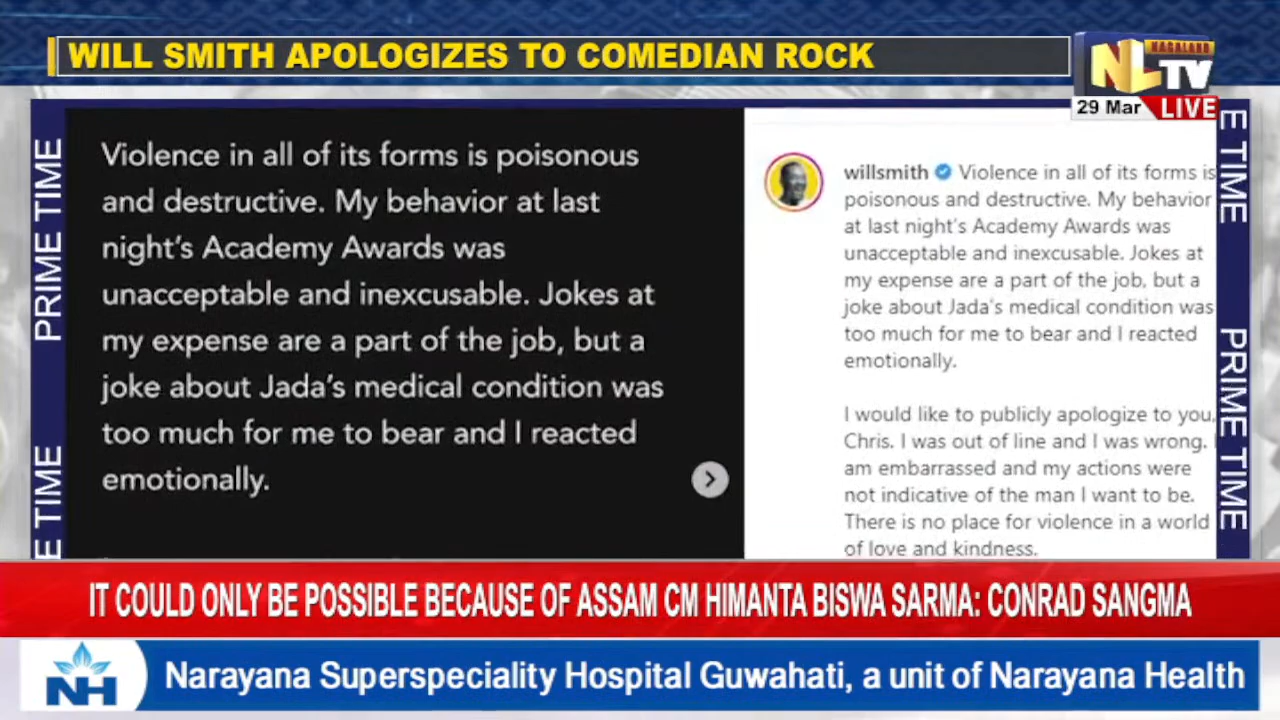 WILL SMITH APOLOGIZES TO COMEDIAN ROCK
NAGALAND
NLTV
29 Mar LIVE
PRIME TIME
E TIME
Violence in all of its forms is poisonous
and destructive. My behavior at last
night's Academy Awards was
unacceptable and inexcusable. Jokes at
my expense are a part of the job, but a
joke about Jada's medical condition was
too much for me to bear and I reacted
emotionally.
willsmith Violence in all of its forms is
poisonous and destructive. My behavior
at last night's Academy Awards was
unacceptable and inexcusable. Jokes at
my expense are a part of the job, but a
joke about Jada's medical condition was
too much for me to bear and I reacted
emotionally.
I would like to publicly apologize to you,
Chris. I was out of line and I was wrong. I
am embarrassed and my actions were
not indicative of the man I want to be.
There is no place for violence in a world
of love and kindness.
E TIME
PRIME TIME
IT COULD ONLY BE POSSIBLE BECAUSE OF ASSAM CM HIMANTA BISWA SARMA: CONRAD SANGMA
NH
Narayana Superspeciality Hospital Guwahati, a unit of Narayana Health